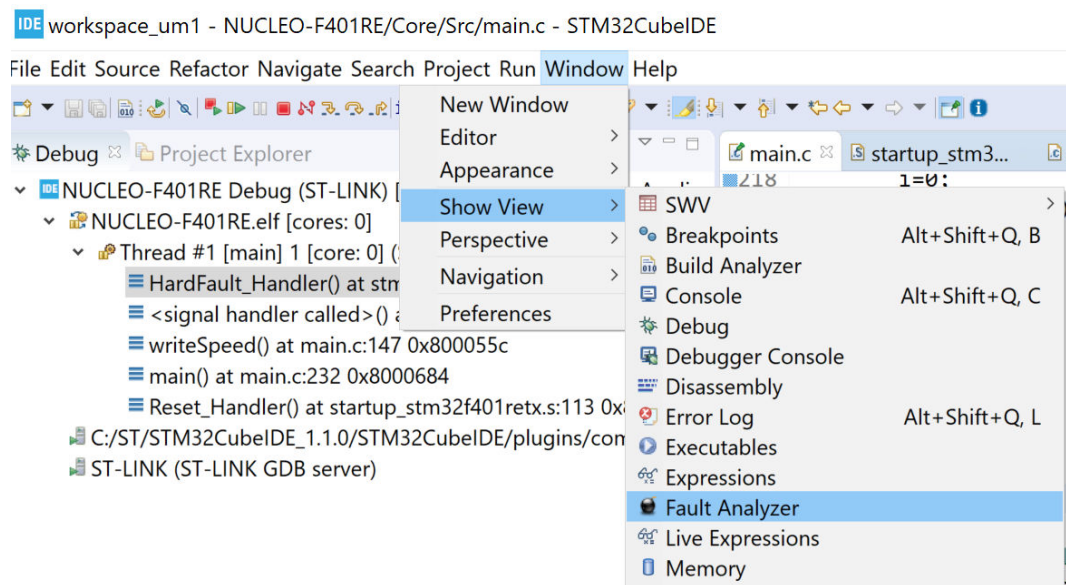 IDE workspace_um1 - NUCLEO-F401RE/Core/Src/main.c - STM32CubeIDE
File Edit Source Refactor Navigate Search Project Run Window Help
Debug Project Explorer
NUCLEO-F401RE Debug (ST-LINK) [
NUCLEO-F401RE.elf [cores: 0]
Thread #1 [main] 1 [core: 0] (
HardFault_Handler() at stm
<signal handler called>() a
writeSpeed() at main.c:147 0x800055c
main() at main.c:232 0x8000684
Reset_Handler() at startup_stm32f401retx.s:113 0x
C:/ST/STM32CubeIDE_1.1.0/STM32CubeIDE/plugins/com
ST-LINK (ST-LINK GDB server)
New Window
Editor
Appearance
Show View
Perspective
Navigation
Preferences
main.c startup_stm3...
218 i=0;
SWV
Breakpoints Alt+Shift+Q, B
Build Analyzer
Console Alt+Shift+Q, C
Debug
Debugger Console
Disassembly
Error Log Alt+Shift+Q, L
Executables
Expressions
Fault Analyzer
Live Expressions
Memory